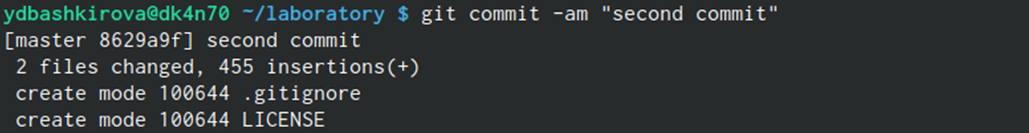 ydbashkirova@dk4n70 ~/laboratory $ git commit -am "second commit"
[master 8629a9f] second commit
 2 files changed, 455 insertions(+)
 create mode 100644 .gitignore
 create mode 100644 LICENSE